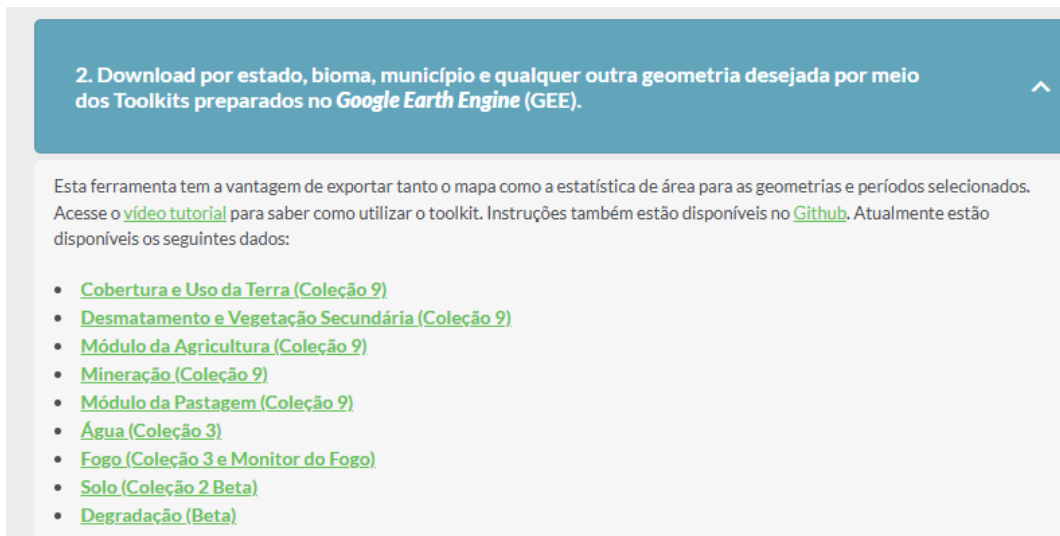 2. Download por estado, bioma, município e qualquer outra geometria desejada por meio
dos Toolkits preparados no Google Earth Engine (GEE).
Esta ferramenta tem a vantagem de exportar tanto o mapa como a estatística de área para as geometrias e períodos selecionados.
Acesse o vídeo tutorial para saber como utilizar o toolkit. Instruções também estão disponíveis no Github. Atualmente estão
disponíveis os seguintes dados:
• Cobertura e Uso da Terra (Coleção 9)
• Desmatamento e Vegetação Secundária (Coleção 9)
• Módulo da Agricultura (Coleção 9)
• Mineração (Coleção 9)
• Módulo da Pastagem (Coleção 9)
• Água (Coleção 3)
• Fogo (Coleção 3 e Monitor do Fogo)
• Solo (Coleção 2 Beta)
• Degradação (Beta)